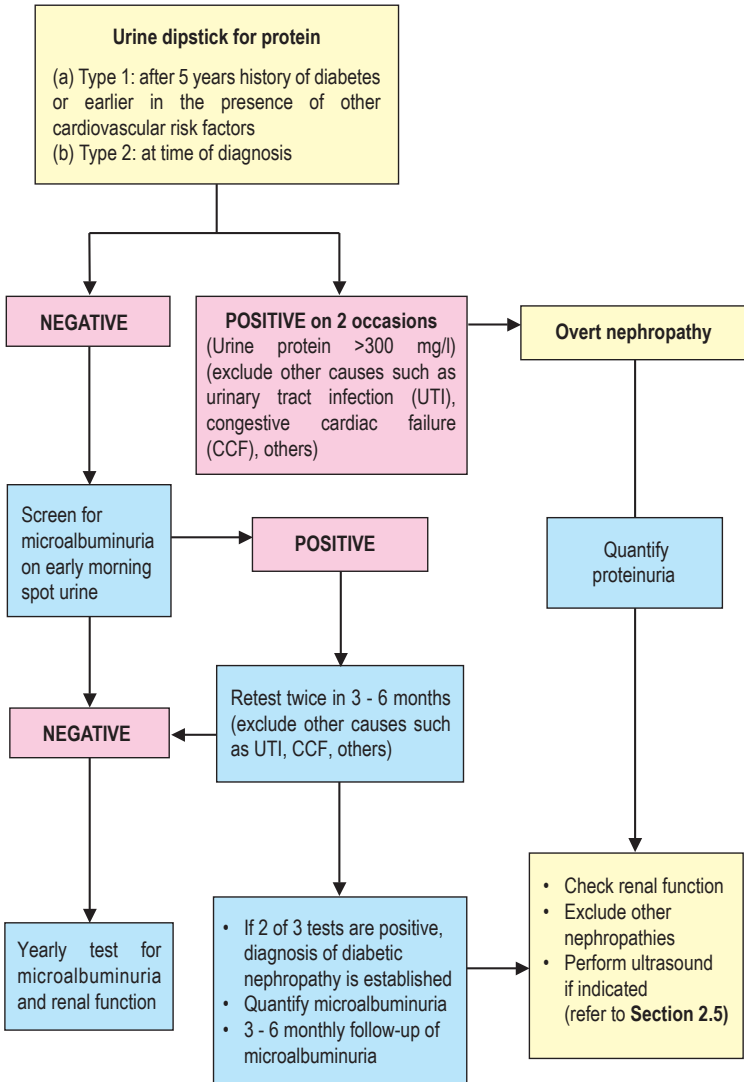 Urine dipstick for protein
(a) Type 1: after 5 years history of diabetes
or earlier in the presence of other
cardiovascular risk factors
(b) Type 2: at time of diagnosis
NEGATIVE
POSITIVE on 2 occasions
(Urine protein >300 mg/l)
(exclude other causes such as
urinary tract infection (UTI),
congestive cardiac failure
(CCF), others)
Overt nephropathy
Screen for
microalbuminuria
on early morning
spot urine
POSITIVE
Quantify
proteinuria
Retest twice in 3 - 6 months
(exclude other causes such
as UTI, CCF, others)
NEGATIVE
Yearly test for
microalbuminuria
and renal function
• If 2 of 3 tests are positive,
diagnosis of diabetic
nephropathy is established
• Quantify microalbuminuria
• 3 - 6 monthly follow-up of
microalbuminuria
• Check renal function
• Exclude other
nephropathies
• Perform ultrasound
if indicated
(refer to Section 2.5)